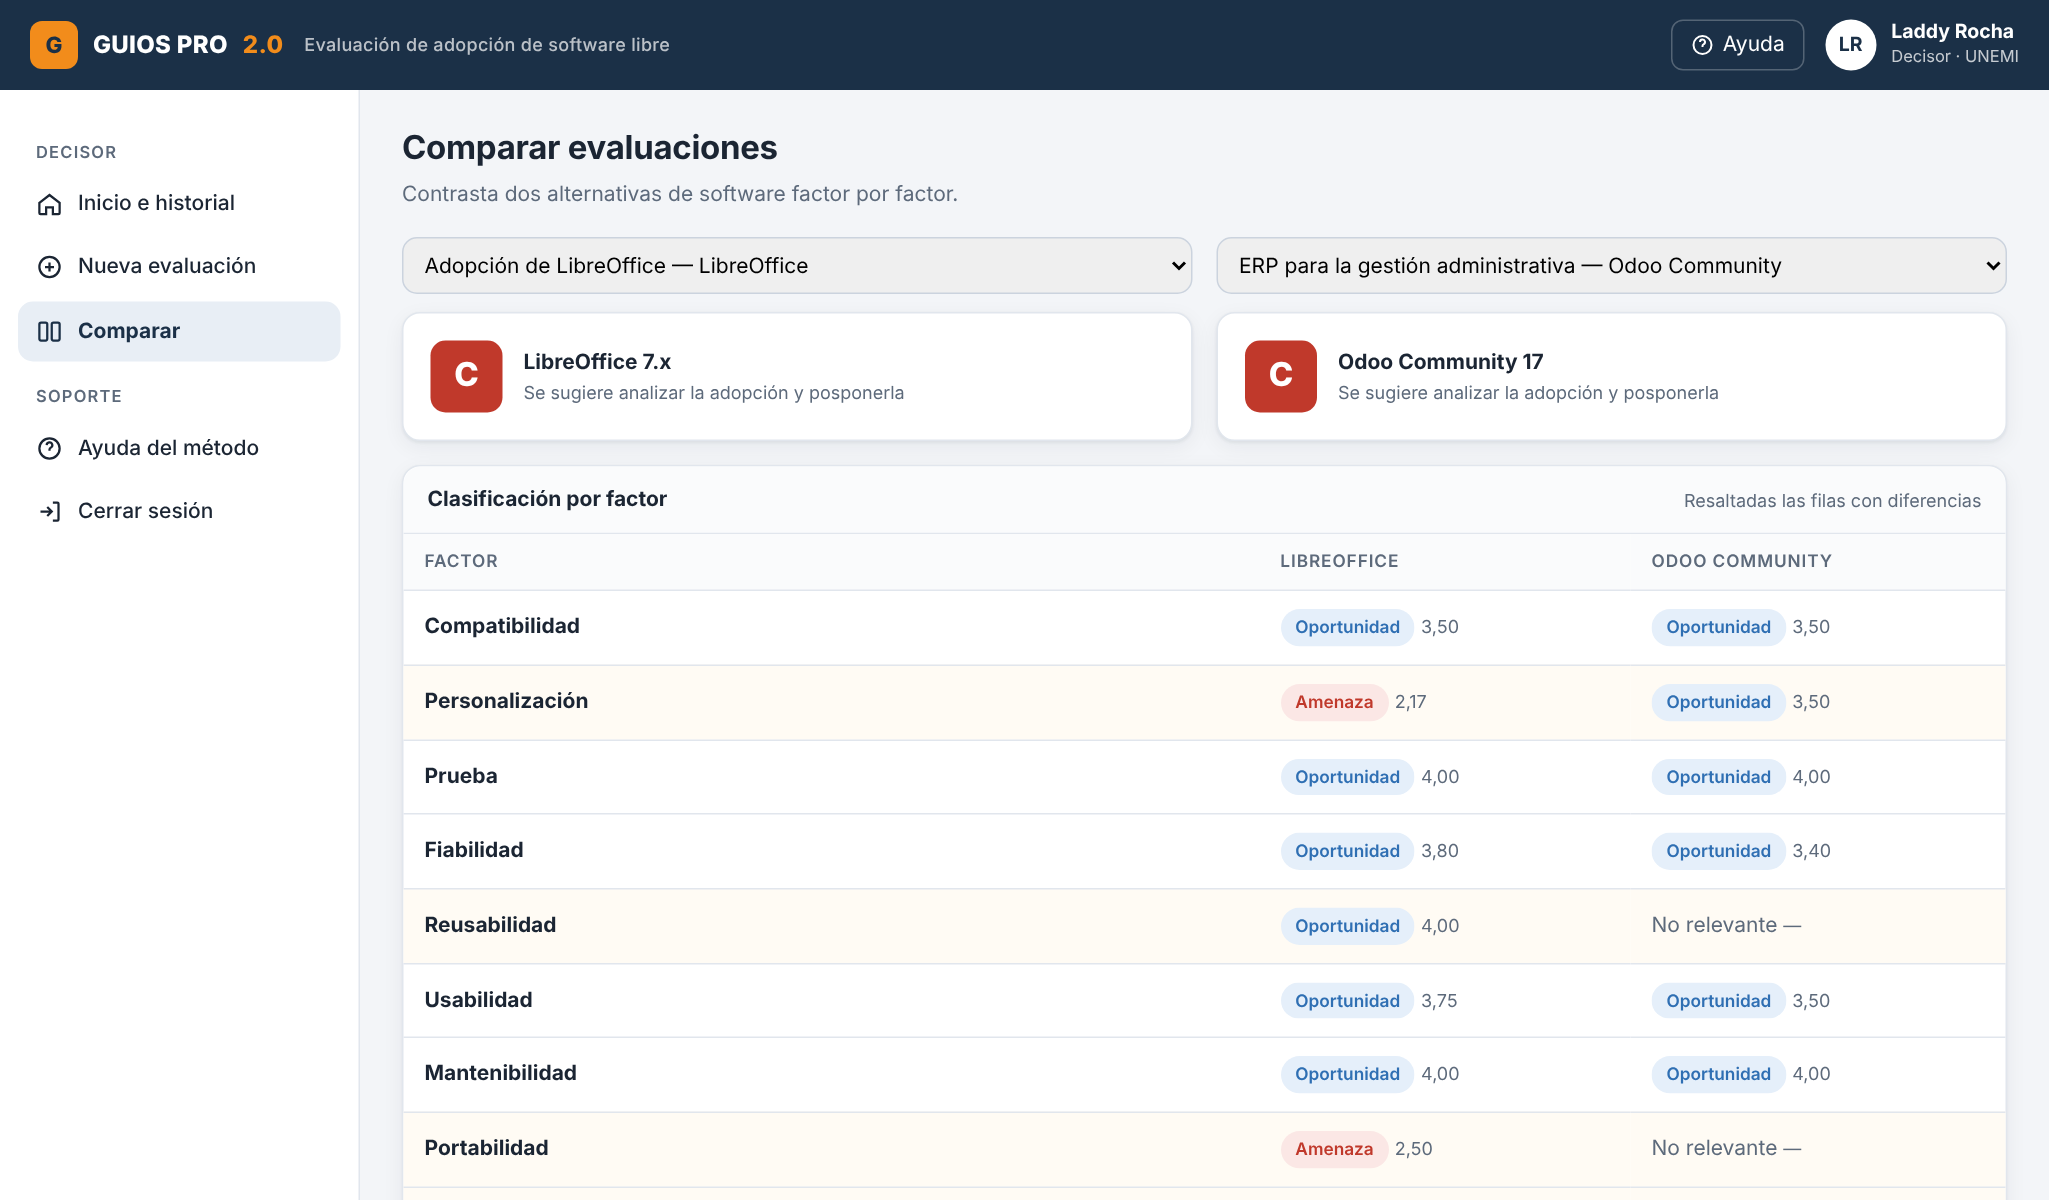 G GUIOS PRO 2.0 Evaluación de adopción de software libre
Ayuda
LR
Laddy Rocha
Decisor · UNEMI
DECISOR
Inicio e historial
Nueva evaluación
Comparar
SOPORTE
Ayuda del método
Cerrar sesión
Comparar evaluaciones
Contrasta dos alternativas de software factor por factor.
Adopción de LibreOffice — LibreOffice
ERP para la gestión administrativa — Odoo Community
C
LibreOffice 7.x
Se sugiere analizar la adopción y posponerla
C
Odoo Community 17
Se sugiere analizar la adopción y posponerla
Clasificación por factor
Resaltadas las filas con diferencias
FACTOR LIBREOFFICE ODOO COMMUNITY
Compatibilidad Oportunidad 3,50 Oportunidad 3,50
Personalización Amenaza 2,17 Oportunidad 3,50
Prueba Oportunidad 4,00 Oportunidad 4,00
Fiabilidad Oportunidad 3,80 Oportunidad 3,40
Reusabilidad Oportunidad 4,00 No relevante —
Usabilidad Oportunidad 3,75 Oportunidad 3,50
Mantenibilidad Oportunidad 4,00 Oportunidad 4,00
Portabilidad Amenaza 2,50 No relevante —